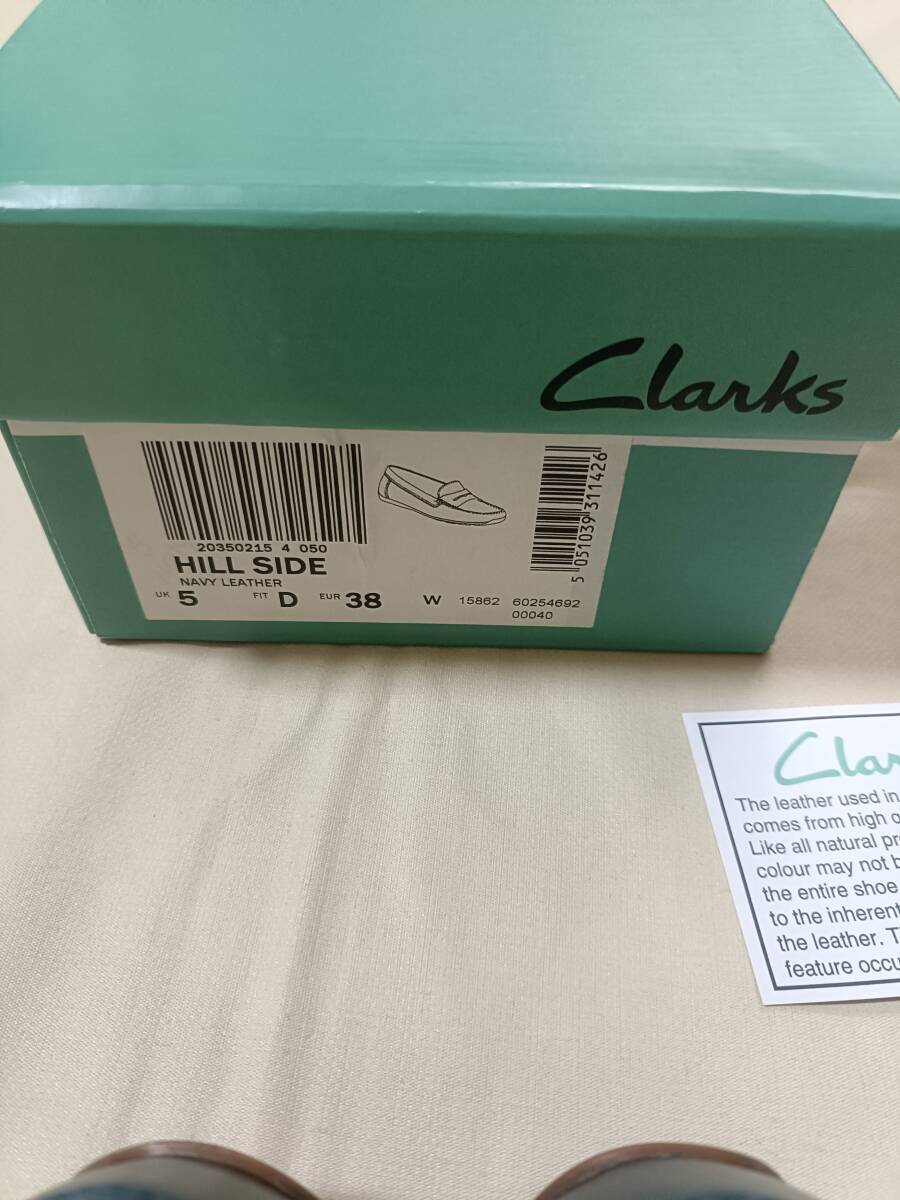 Clarks
20350215 4 050
HILL SIDE
NAVY LEATHER
UK 5 FIT D EUR 38 W 15862 60254692
00040
5 051039 311426
Clar
The leather used in
comes from high
Like all natural
colour may not
the entire shoe
to the inherent
the leather.
feature